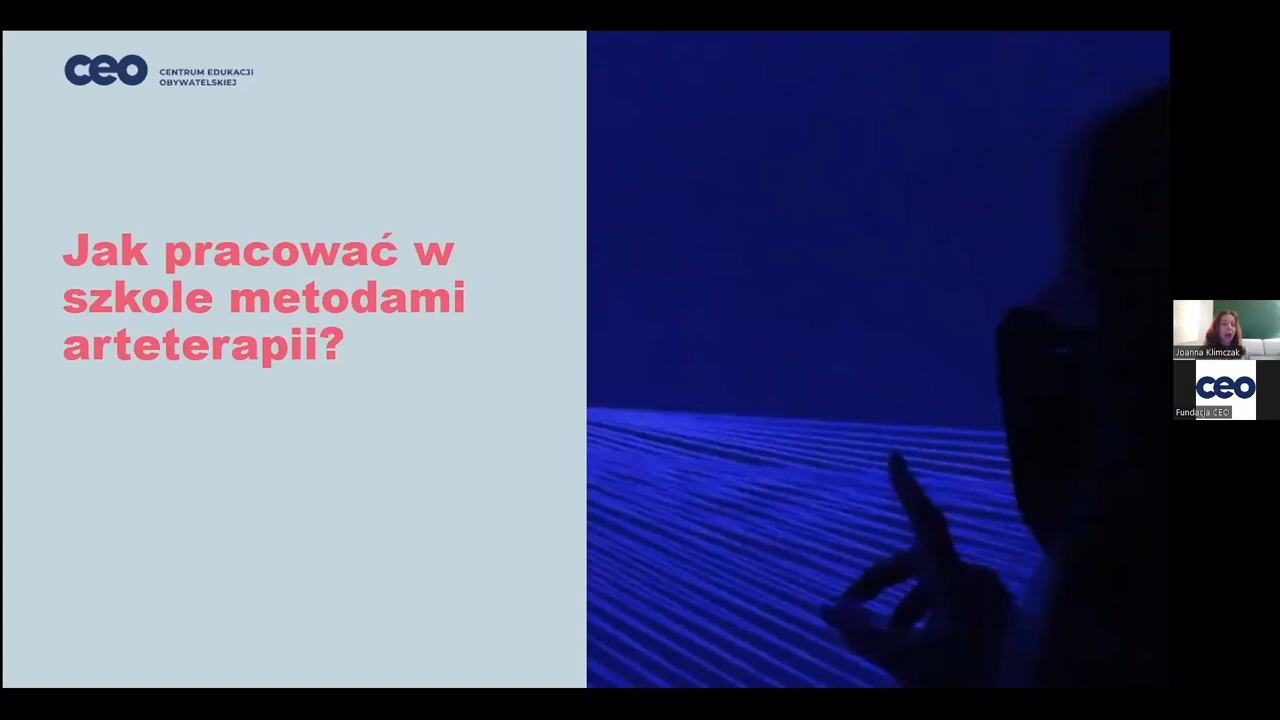 ceo
CENTRUM EDUKACJI
OBYWATELSKIEJ
Jak pracować w
szkole metodami
arteterapii?
Joanna Klimczak
ceo
Fundacja CEO